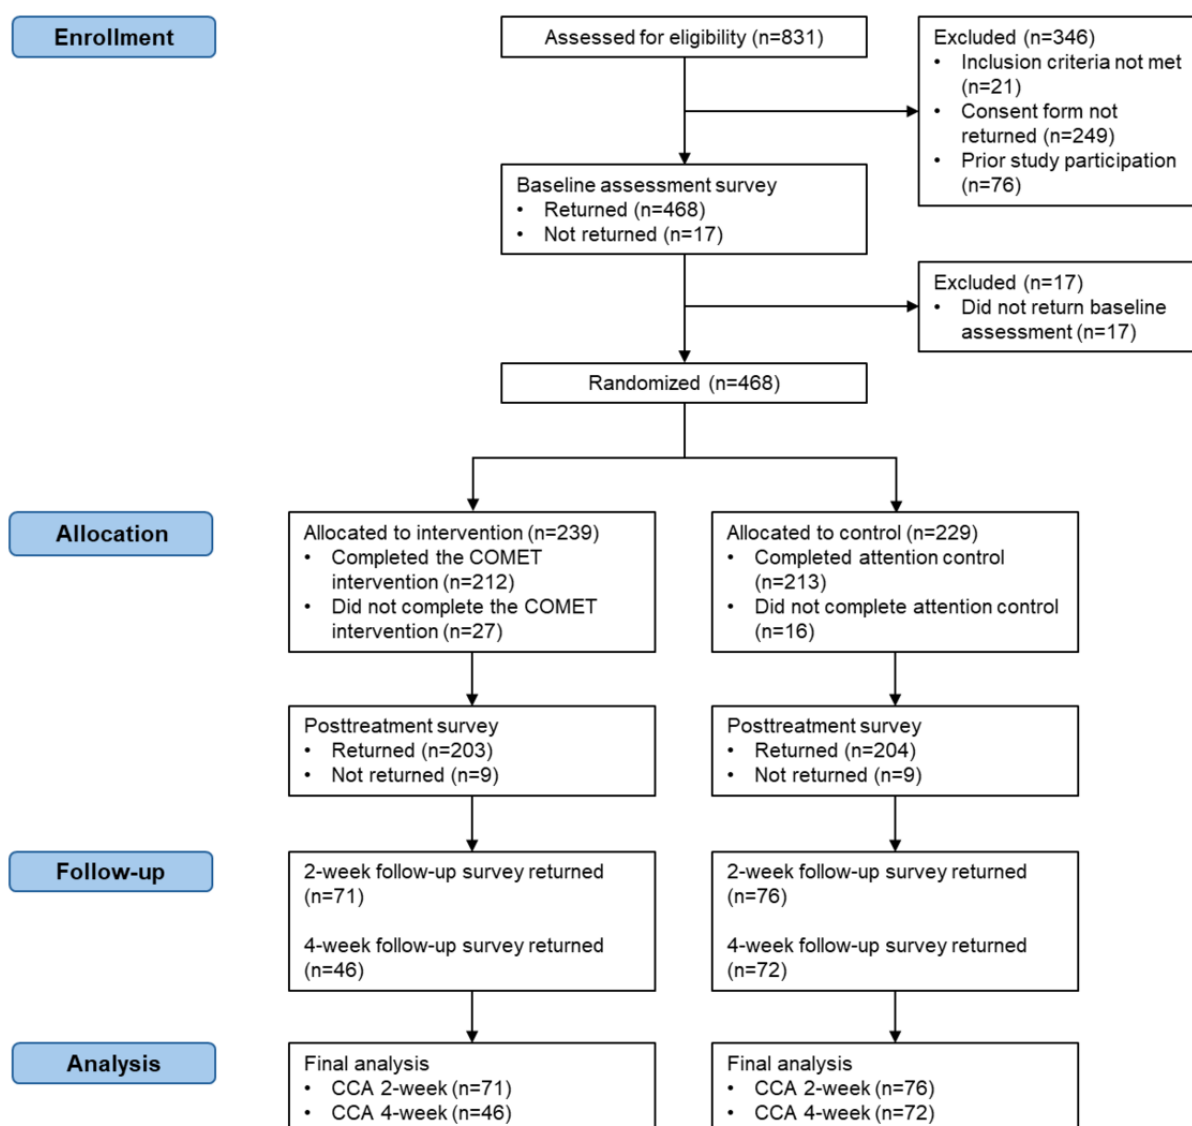 Enrollment
Assessed for eligibility (n=831)
Excluded (n=346)
• Inclusion criteria not met
(n=21)
• Consent form not
returned (n=249)
• Prior study participation
(n=76)
Baseline assessment survey
• Returned (n=468)
• Not returned (n=17)
Excluded (n=17)
• Did not return baseline
assessment (n=17)
Randomized (n=468)
Allocation
Allocated to intervention (n=239)
• Completed the COMET
intervention (n=212)
• Did not complete the COMET
intervention (n=27)
Allocated to control (n=229)
• Completed attention control
(n=213)
• Did not complete attention control
(n=16)
Posttreatment survey
• Returned (n=203)
• Not returned (n=9)
Posttreatment survey
• Returned (n=204)
• Not returned (n=9)
Follow-up
2-week follow-up survey returned
(n=71)
4-week follow-up survey returned
(n=46)
2-week follow-up survey returned
(n=76)
4-week follow-up survey returned
(n=72)
Analysis
Final analysis
• CCA 2-week (n=71)
• CCA 4-week (n=46)
Final analysis
• CCA 2-week (n=76)
• CCA 4-week (n=72)